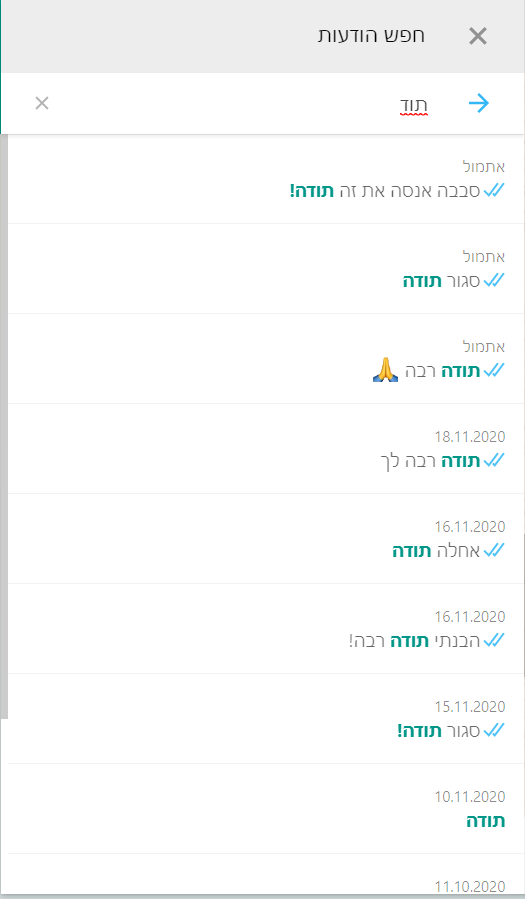 חפש הודעות
תוד
אתמול
סבבה אנסה את זה תודה!
אתמול
סגור תודה
אתמול
תודה רבה 🙏
18.11.2020
תודה רבה לך
16.11.2020
אחלה תודה
16.11.2020
הבנתי תודה רבה!
15.11.2020
סגור תודה!
10.11.2020
תודה
11.10.2020